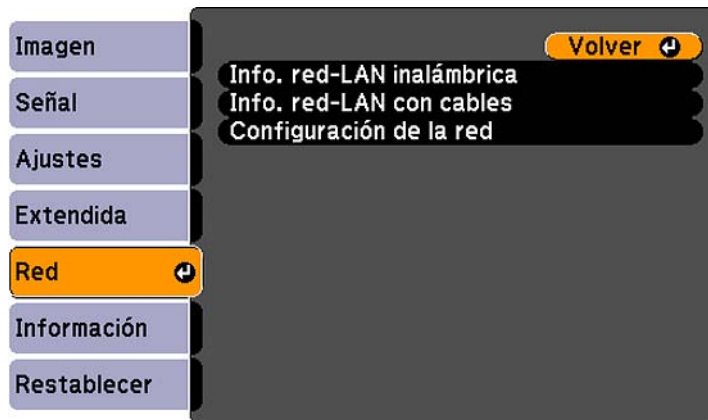 Imagen
Señal
Ajustes
Extendida
Red
Información
Restablecer
Volver
Info. red-LAN inalámbrica
Info. red-LAN con cables
Configuración de la red